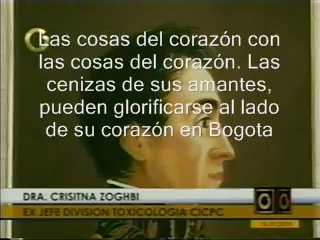 Las cosas del corazón con
las cosas del corazón. Las
cenizas de sus amantes,
pueden glorificarse al lado
de su corazón en Bogota
DRA. CRISITNA ZOGHBI
EX JEFE DIVISION TOXICOLOGIA CICPC